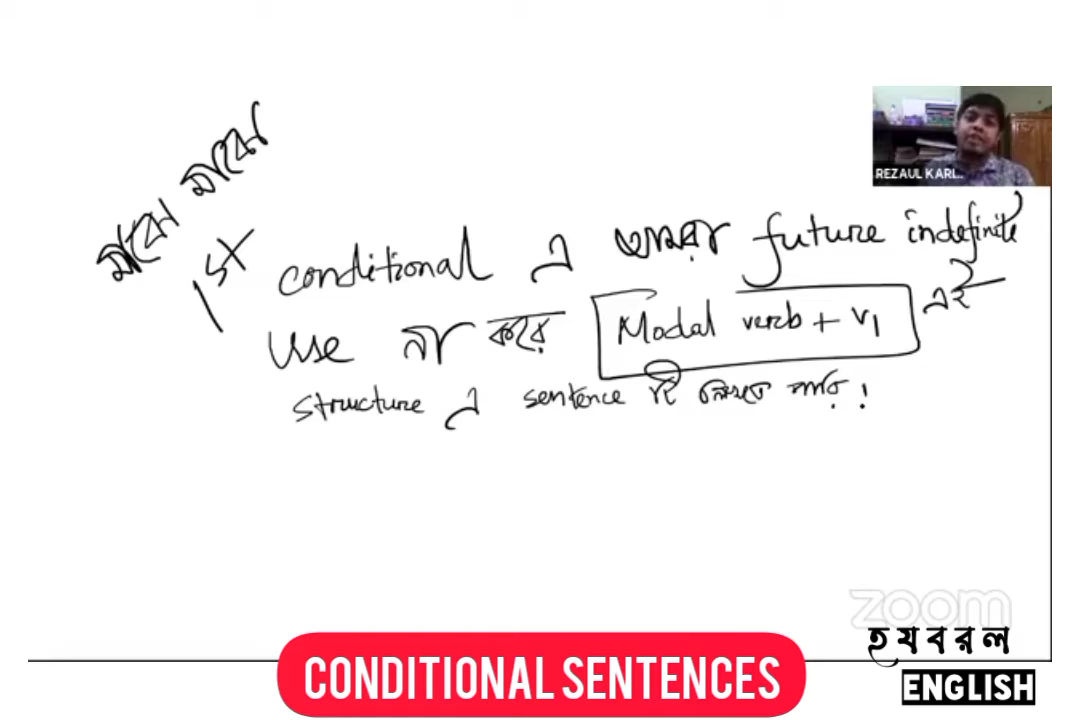 মাঝে মাঝে
1st conditional এ আমরা future indefinite
use না করে Modal verb + V1 এই
structure এ sentence টি লিখতে পারি!
REZAUL KARI...
zoom
হযবরল
ENGLISH
CONDITIONAL SENTENCES